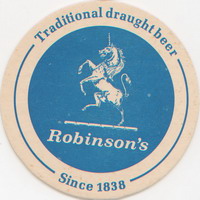 Traditional draught beer
Robinson's
Since 1838